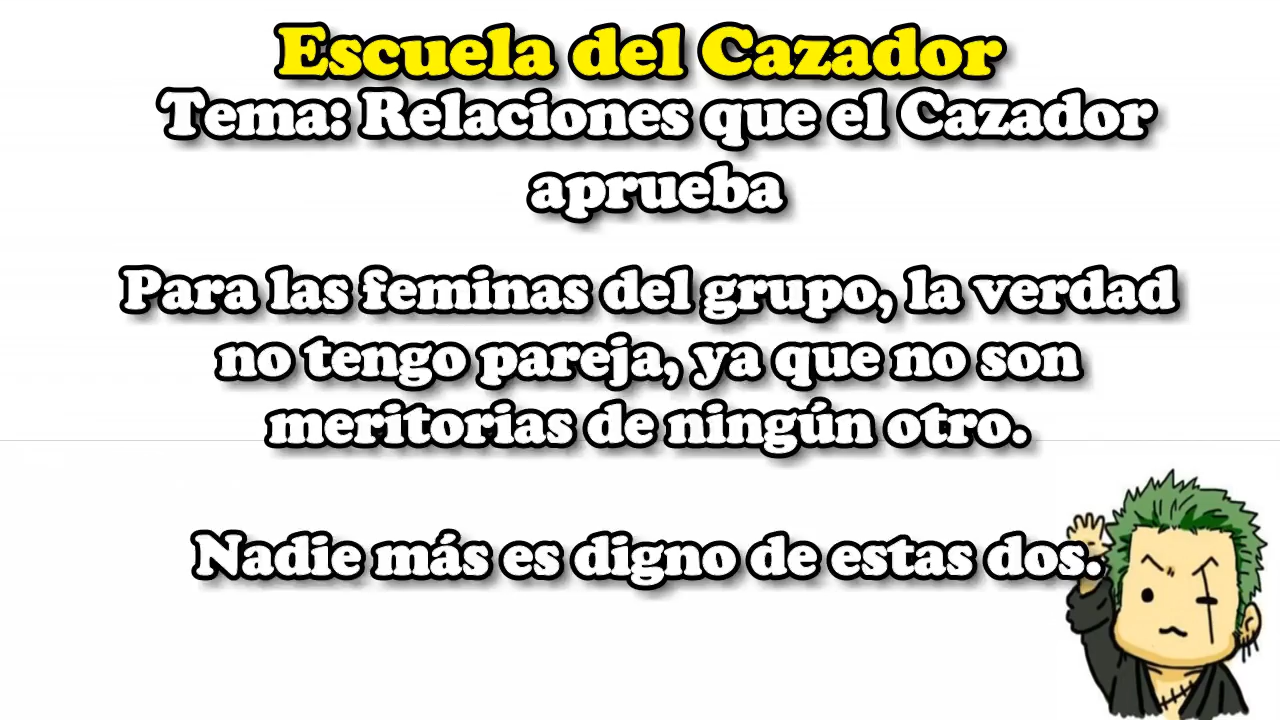 Escuela del Cazador
Tema: Relaciones que el Cazador
aprueba
Para las feminas del grupo, la verdad
no tengo pareja, ya que no son
meritorias de ningún otro.
Nadie más es digno de estas dos.